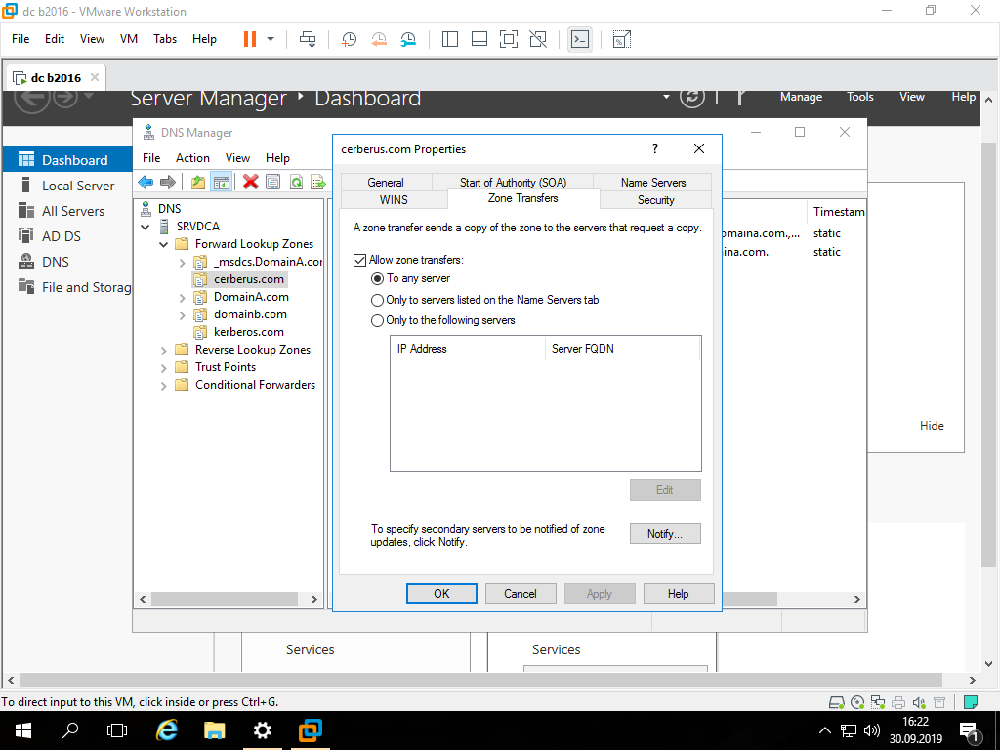 dc b2016 - VMware Workstation
File Edit View VM Tabs Help
dc b2016
Server Manager Dashboard
Manage Tools View Help
DNS Manager
File Action View Help
Dashboard
Local Server
All Servers
AD DS
DNS
File and Storag
DNS
SRVDCA
Forward Lookup Zones
_msdcs.DomainA.cor
cerberus.com
DomainA.com
domainb.com
kerberos.com
Reverse Lookup Zones
Trust Points
Conditional Forwarders
cerberus.com Properties
?
General Start of Authority (SOA) Name Servers
WINS Zone Transfers Security
A zone transfer sends a copy of the zone to the servers that request a copy.
Allow zone transfers:
To any server
Only to servers listed on the Name Servers tab
Only to the following servers
IP Address Server FQDN
Edit
To specify secondary servers to be notified of zone
updates, click Notify.
Notify...
OK Cancel Apply Help
Timestam
omaina.com.,... static
ina.com. static
Hide
Services Services
To direct input to this VM, click inside or press Ctrl+G.
16:22
30.09.2019
1